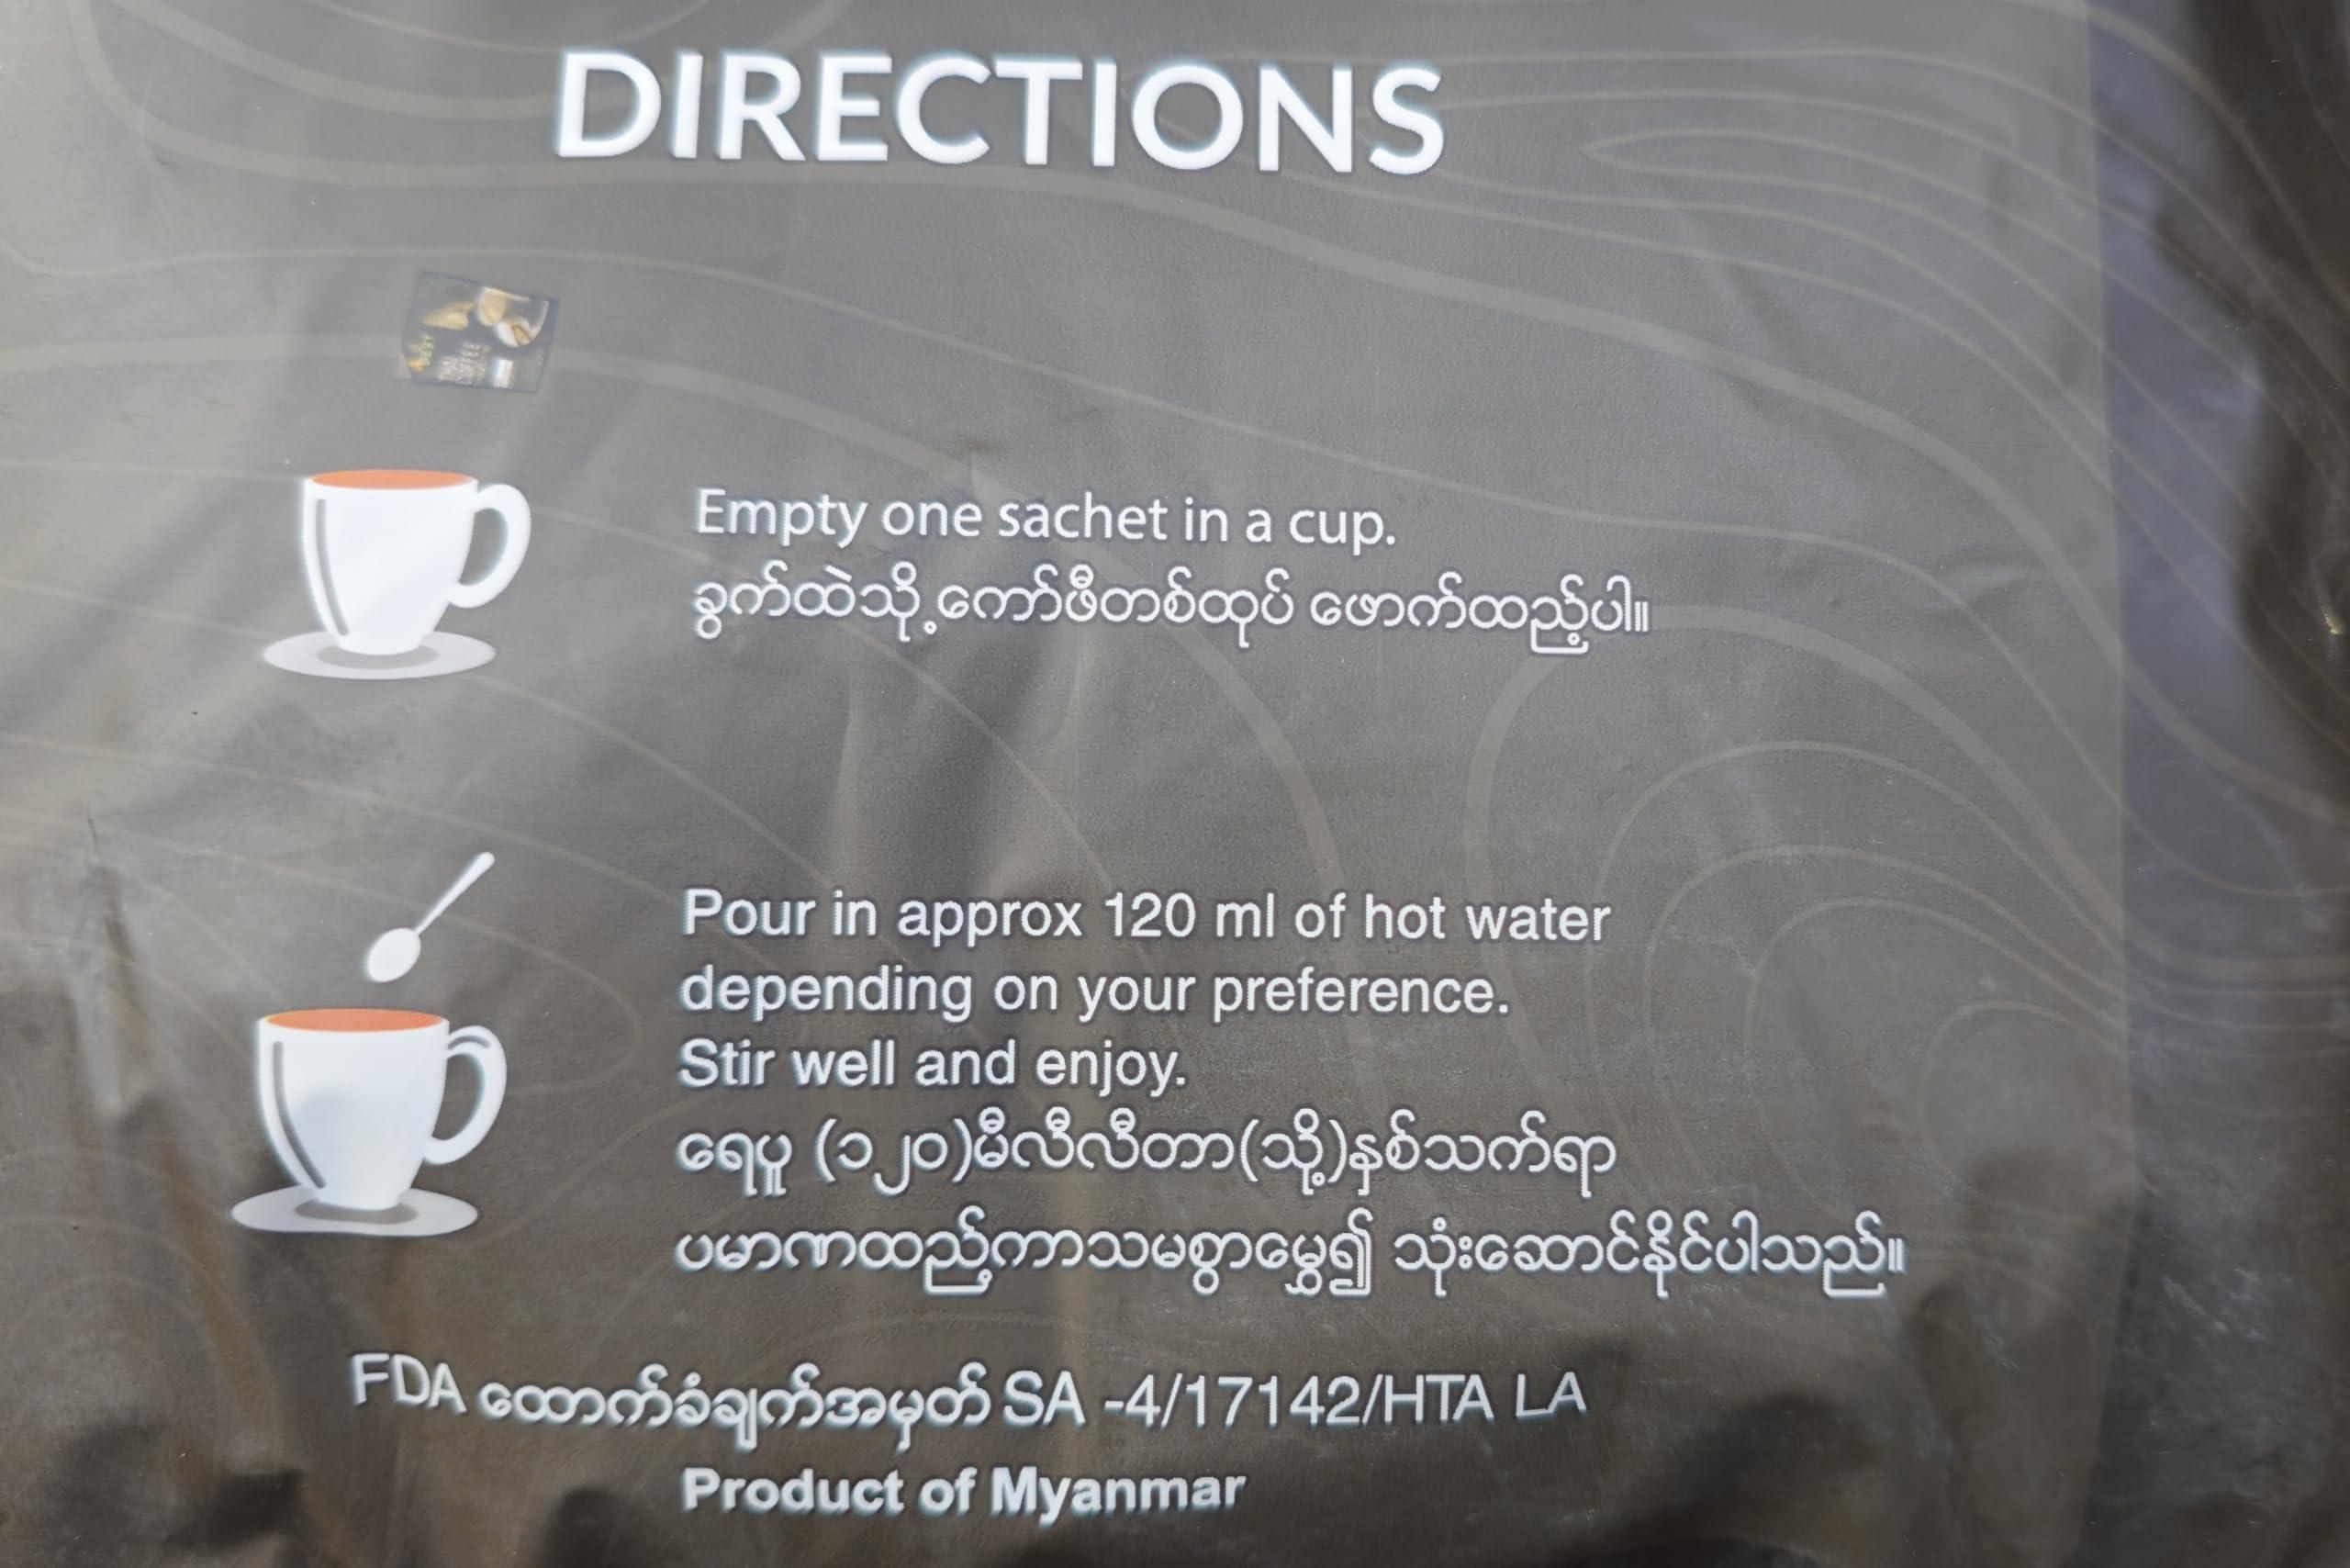 DIRECTIONS
BEST
THAI
COFFEE
Empty one sachet in a cup.
ခွက်ထဲသို့ ကော်ဖီတစ်ထုပ် ဖောက်ထည့်ပါ။
Pour in approx 120 ml of hot water
depending on your preference.
Stir well and enjoy.
ရေပူ (၁၂၀)မီလီလီတာ(သို့)နှစ်သက်ရာ
ပမာဏထည့်ကာသမစွာမွှေ၍ သုံးဆောင်နိုင်ပါသည်။
FDA ထောက်ခံချက်အမှတ် SA -4/17142/HTA LA
Product of Myanmar